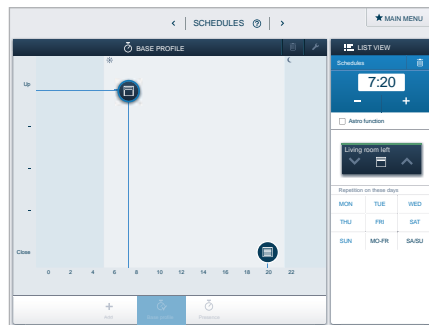 SCHEDULES
MAIN MENU
BASE PROFILE
LIST VIEW
Schedules
7:20
Up
Astro function
Living room left
Repetition on these days
MON TUE WED
THU FRI SAT
SUN MO-FR SA/SU
Close
0 2 4 6 8 10 12 14 16 18 20 22
Add